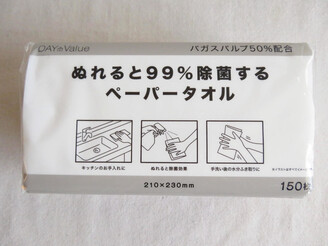 DAY&Value
バガスパルプ50%配合
ぬれると99%除菌する
ペーパータオル
キッチンのお手入れに
ぬれると除菌効果
手洗い後の水分ふき取りに
210×230mm
150枚